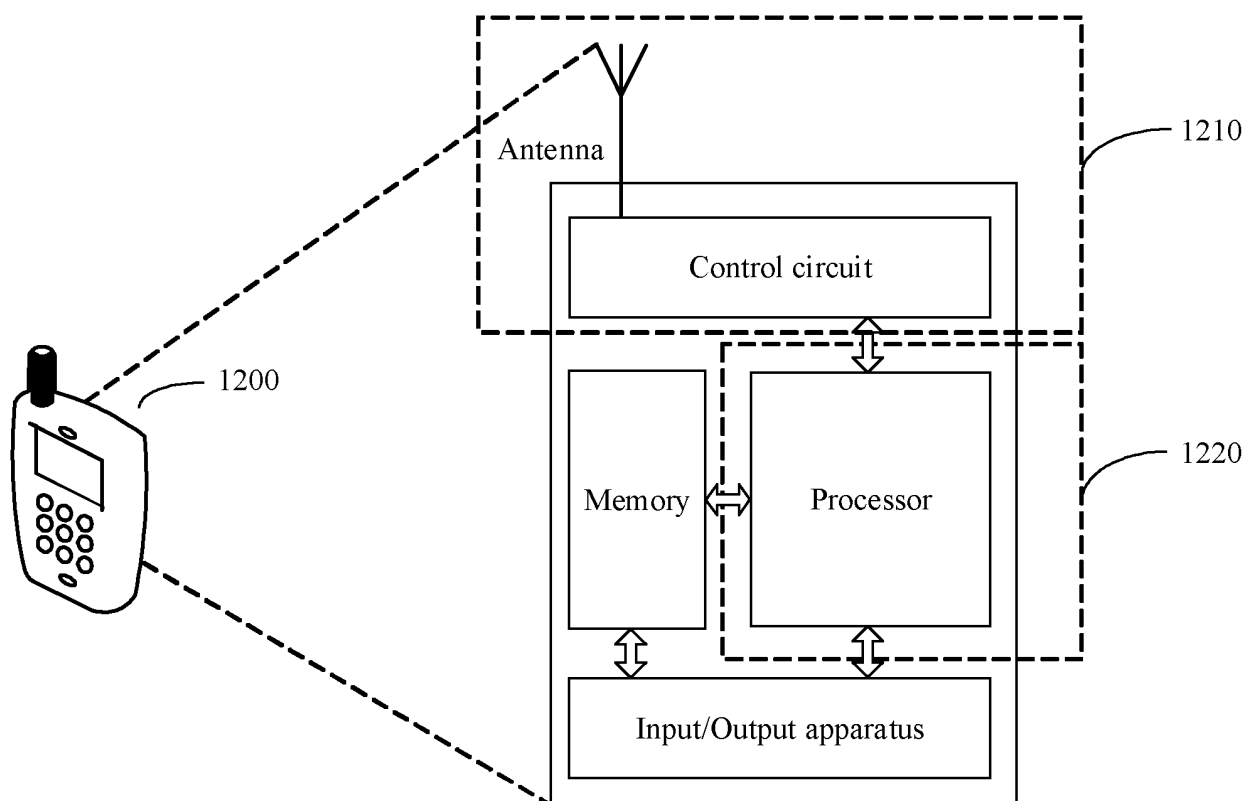 Antenna
1210
Control circuit
1200
1220
Memory
Processor
Input/Output apparatus